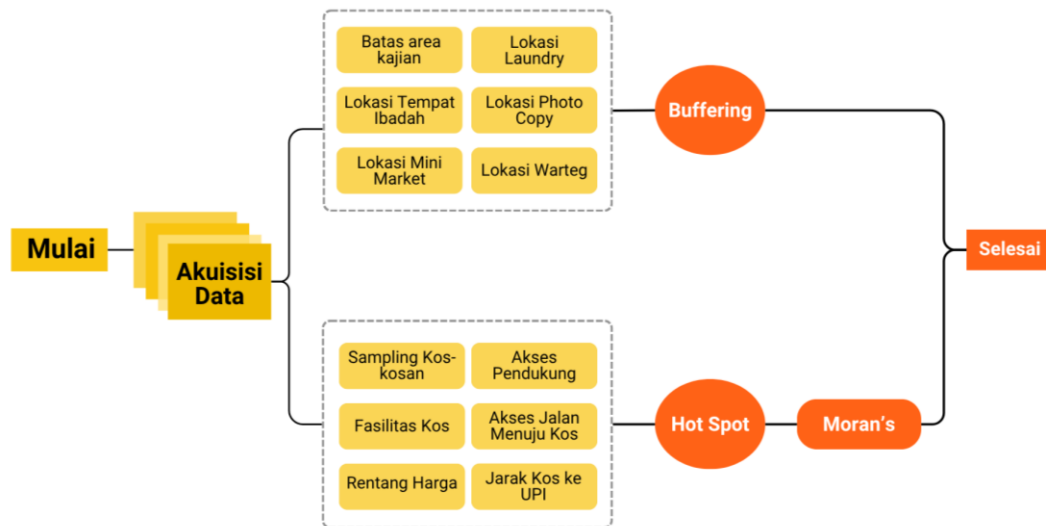 Mulai
Akuisisi
Data
Batas area
kajian
Lokasi
Laundry
Lokasi Tempat
Ibadah
Lokasi Photo
Copy
Lokasi Mini
Market
Lokasi Warteg
Buffering
Sampling Kos-
kosan
Akses
Pendukung
Fasilitas Kos
Akses Jalan
Menuju Kos
Rentang Harga
Jarak Kos ke
UPI
Hot Spot
Moran's
Selesai